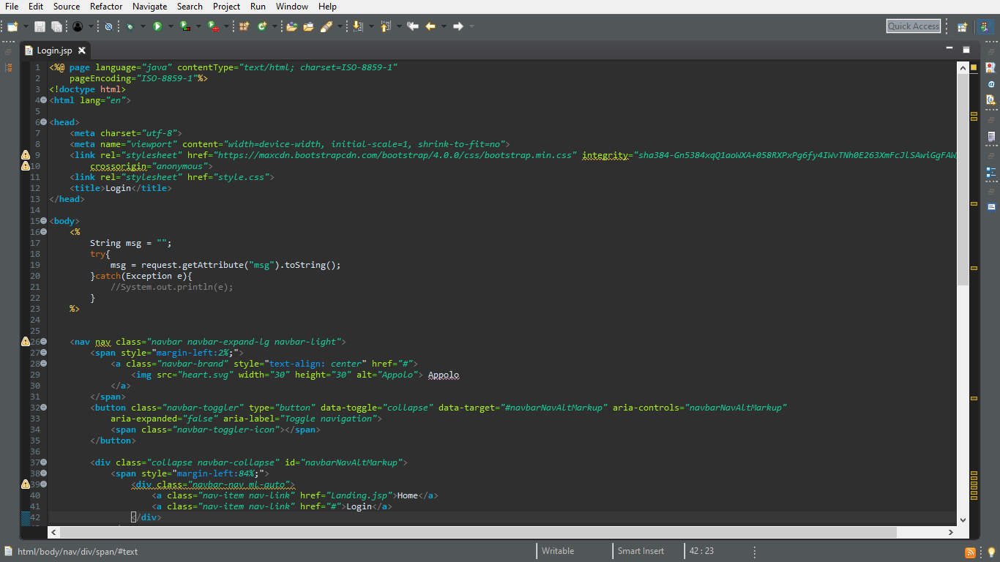 File Edit Source Refactor Navigate Search Project Run Window Help
Quick Access
Login.jsp
1 <%@ page language="java" contentType="text/html; charset=ISO-8859-1"
2 pageEncoding="ISO-8859-1"%>
3 <!doctype html>
4 <html lang="en">
5
6 <head>
7 <meta charset="utf-8">
8 <meta name="viewport" content="width=device-width, initial-scale=1, shrink-to-fit=no">
9 <link rel="stylesheet" href="https://maxcdn.bootstrapcdn.com/bootstrap/4.0.0/css/bootstrap.min.css" integrity="sha384-Gn5384xqQ1aoWXA+058RXPxPg6fy4IWvTNh0E263XmFcJlSAwiGgFAW
10 crossorigin="anonymous">
11 <link rel="stylesheet" href="style.css">
12 <title>Login</title>
13 </head>
14
15 <body>
16 <%
17 String msg = "";
18 try{
19 msg = request.getAttribute("msg").toString();
20 }catch(Exception e){
21 //System.out.println(e);
22 }
23 %>
24
25
26 <nav nav class="navbar navbar-expand-lg navbar-light">
27 <span style="margin-left:2%;">
28 <a class="navbar-brand" style="text-align: center" href="#">
29 <img src="heart.svg" width="30" height="30" alt="Appolo"> Appolo
30 </a>
31 </span>
32 <button class="navbar-toggler" type="button" data-toggle="collapse" data-target="#navbarNavAltMarkup" aria-controls="navbarNavAltMarkup"
33 aria-expanded="false" aria-label="Toggle navigation">
34 <span class="navbar-toggler-icon"></span>
35 </button>
36
37 <div class="collapse navbar-collapse" id="navbarNavAltMarkup">
38 <span style="margin-left:84%;">
39 <div class="navbar-nav ml-auto">
40 <a class="nav-item nav-link" href="Landing.jsp">Home</a>
41 <a class="nav-item nav-link" href="#">Login</a>
42 </div>
html/body/nav/div/span/#text
Writable
Smart Insert
42 : 23